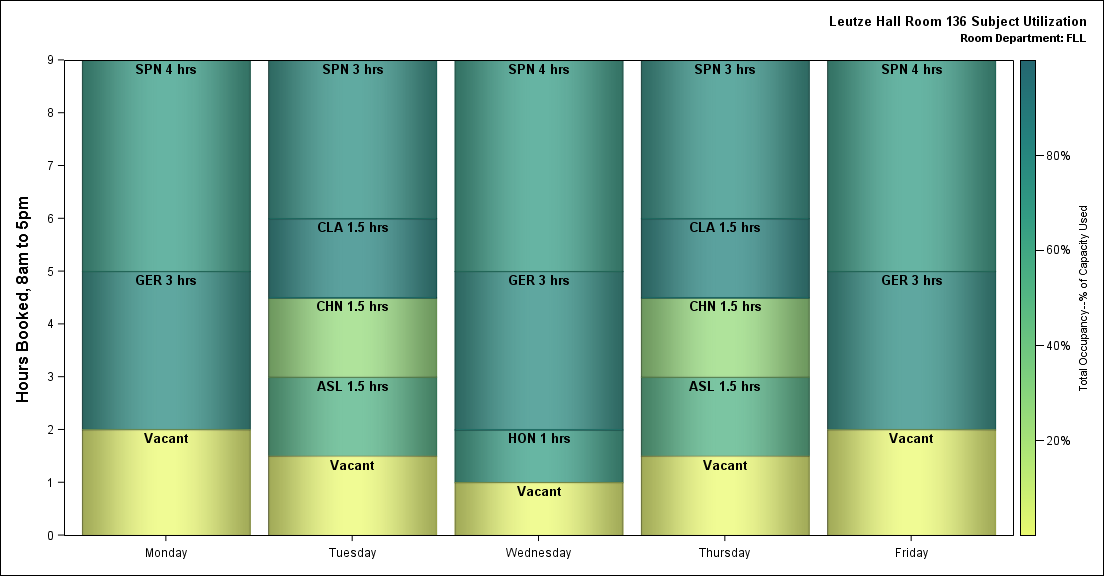 Leutze Hall Room 136 Subject Utilization
Room Department: FLL
Hours Booked, 8am to 5pm
9
8
7
6
5
4
3
2
1
0
SPN 4 hrs
GER 3 hrs
Vacant
Monday
SPN 3 hrs
CLA 1.5 hrs
CHN 1.5 hrs
ASL 1.5 hrs
Vacant
Tuesday
SPN 4 hrs
GER 3 hrs
HON 1 hrs
Vacant
Wednesday
SPN 3 hrs
CLA 1.5 hrs
CHN 1.5 hrs
ASL 1.5 hrs
Vacant
Thursday
SPN 4 hrs
GER 3 hrs
Vacant
Friday
80%
60%
40%
20%
Total Occupancy--% of Capacity Used